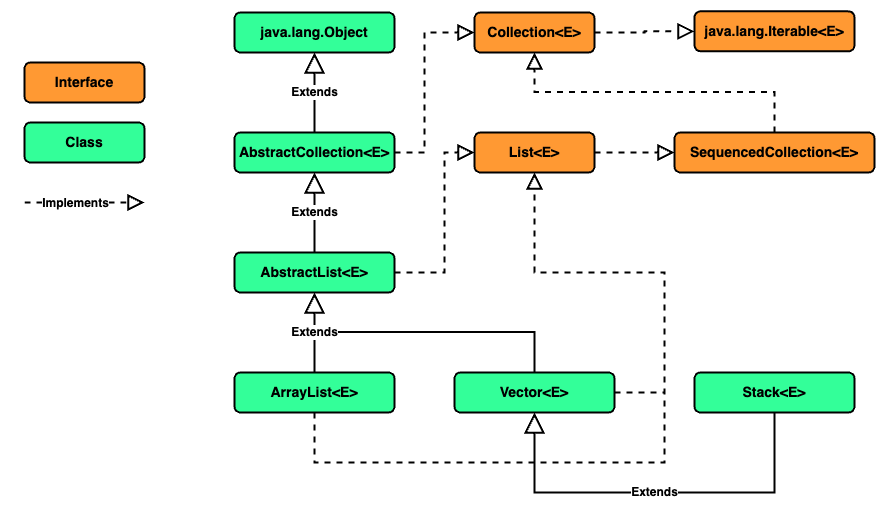 java.lang.Object
Collection<E>
java.lang.Iterable<E>
Interface
Extends
Class
AbstractCollection<E>
List<E>
SequencedCollection<E>
Implements
Extends
AbstractList<E>
Extends
ArrayList<E>
Vector<E>
Stack<E>
Extends